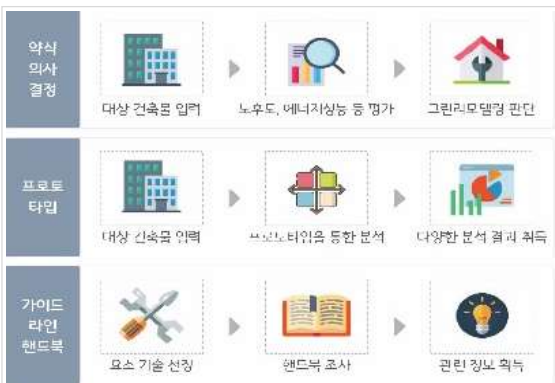 약식
의사
결정
대상 건축물 입력
노후도, 에너지성능 등 평가
그린리모델링 판단
프로토
타입
대상 건축물 입력
프로토타입을 통한 분석
다양한 분석 결과 취득
가이드
라인
핸드북
요소 기술 선정
핸드북 조사
관련 정보 획득